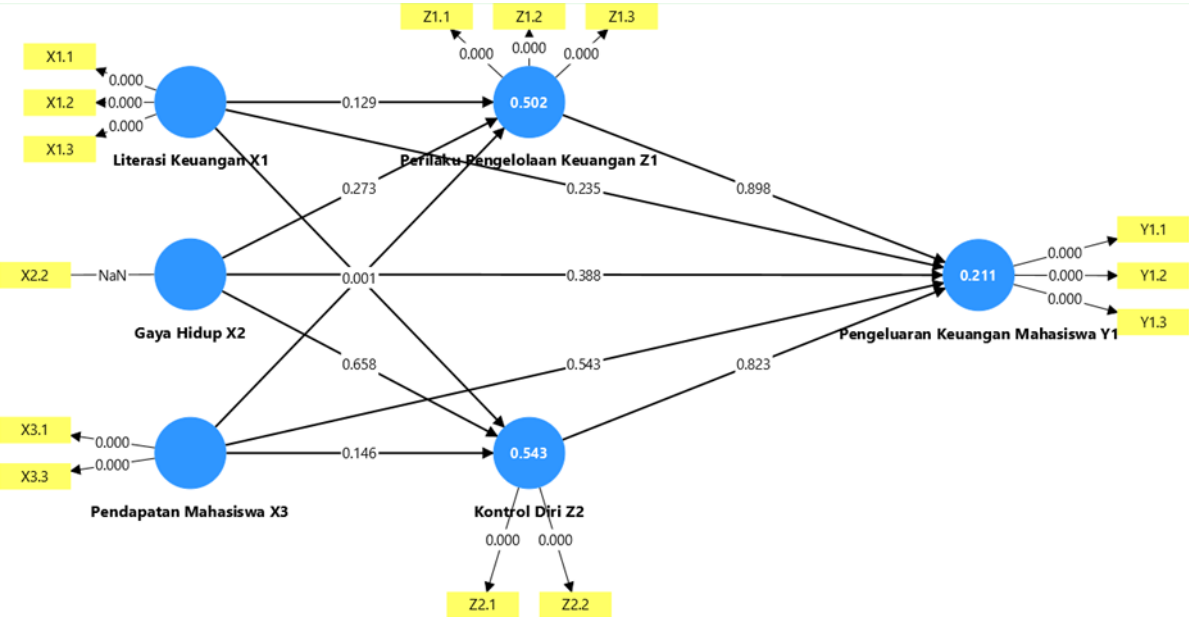 Z1.1 Z1.2 Z1.3
0.000 0.000 0.000
X1.1
X1.2
X1.3
0.000
0.000
0.000
Literasi Keuangan X1
0.129
0.502
Perilaku Pengelolaan Keuangan Z1
0.273
0.235
0.898
X2.2
NaN
Gaya Hidup X2
0.001
0.388
0.211
Pengeluaran Keuangan Mahasiswa Y1
0.000
0.000
0.000
Y1.1
Y1.2
Y1.3
0.658
0.543
0.823
X3.1
X3.3
0.000
0.000
Pendapatan Mahasiswa X3
0.146
0.543
Kontrol Diri Z2
0.000 0.000
Z2.1 Z2.2